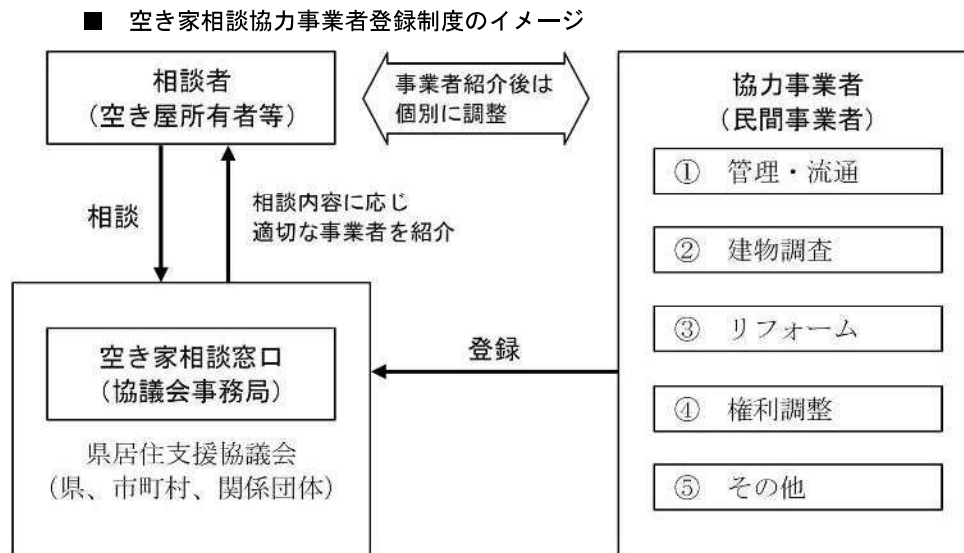 ■ 空き家相談協力事業者登録制度のイメージ
相談者
（空き屋所有者等）
事業者紹介後は
個別に調整
相談
相談内容に応じ
適切な事業者を紹介
空き家相談窓口
（協議会事務局）
県居住支援協議会
（県、市町村、関係団体）
登録
協力事業者
（民間事業者）
① 管理・流通
② 建物調査
③ リフォーム
④ 権利調整
⑤ その他